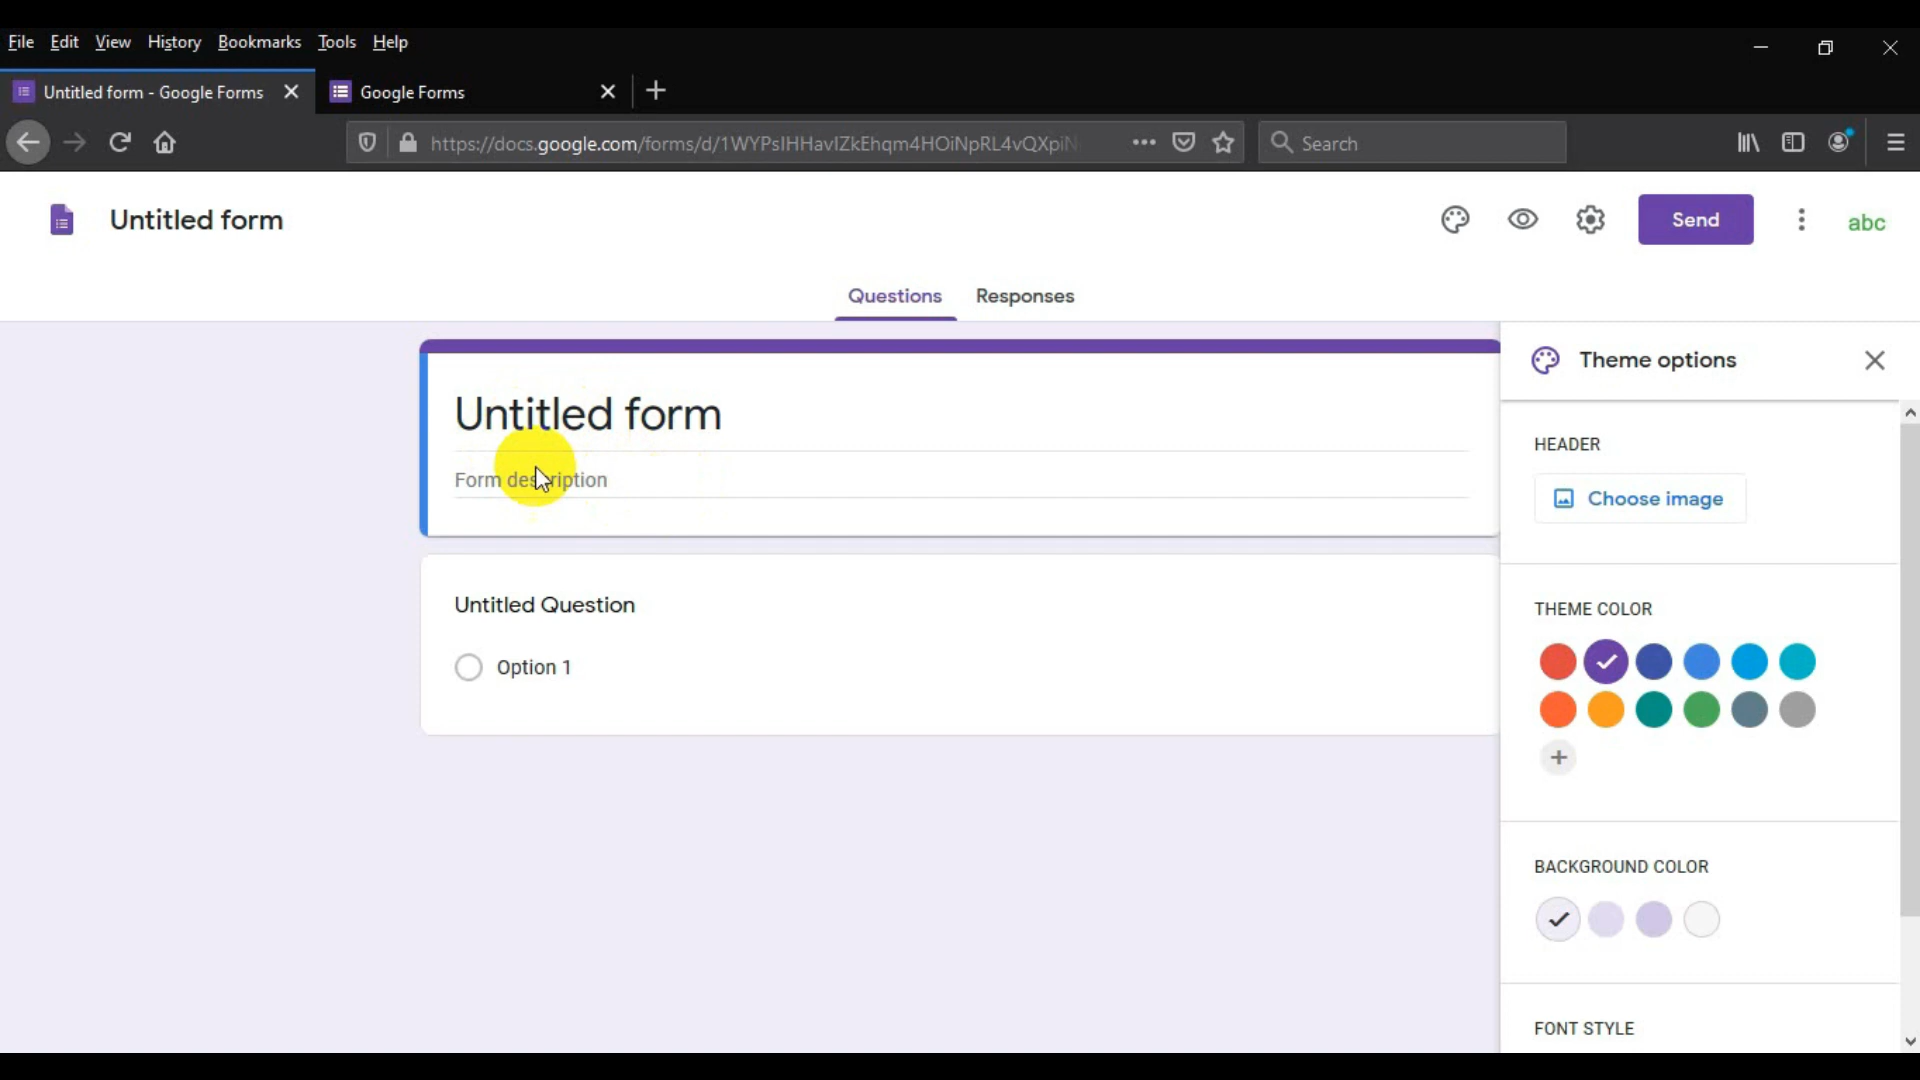 File Edit View History Bookmarks Tools Help
Untitled form - Google Forms
Google Forms
https://docs.google.com/forms/d/1WYPsIHHavIZkEhqm4HOiNpRL4vQXpiN
Search
Untitled form
Send
abc
Questions Responses
Untitled form
Form description
Untitled Question
Option 1
Theme options
HEADER
Choose image
THEME COLOR
BACKGROUND COLOR
FONT STYLE